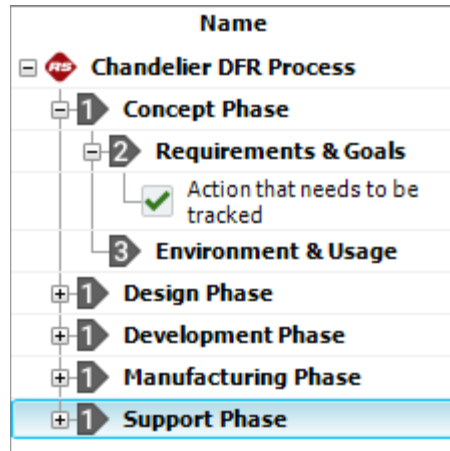 Name
RS Chandelier DFR Process
1 Concept Phase
2 Requirements & Goals
Action that needs to be
tracked
3 Environment & Usage
1 Design Phase
1 Development Phase
1 Manufacturing Phase
1 Support Phase